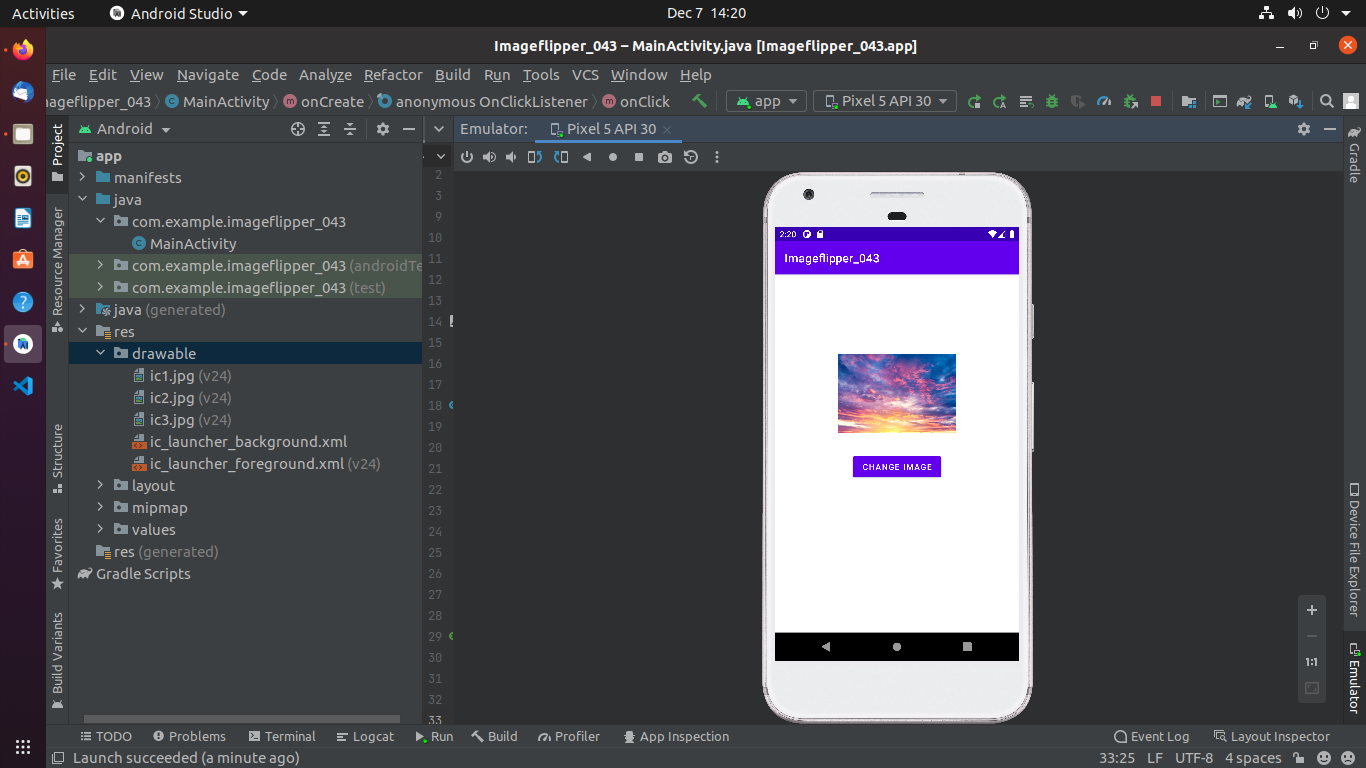 Activities Android Studio Dec 7 14:20
Imageflipper_043 – MainActivity.java [Imageflipper_043.app]
File Edit View Navigate Code Analyze Refactor Build Run Tools VCS Window Help
nageflipper_043 MainActivity onCreate anonymous OnClickListener onClick app Pixel 5 API 30
Android
Emulator: Pixel 5 API 30
Project
Resource Manager
Structure
Favorites
Build Variants
app
manifests
java
com.example.imageflipper_043
MainActivity
com.example.imageflipper_043 (androidTe
com.example.imageflipper_043 (test)
java (generated)
res
drawable
ic1.jpg (v24)
ic2.jpg (v24)
ic3.jpg (v24)
ic_launcher_background.xml
ic_launcher_foreground.xml (v24)
layout
mipmap
values
res (generated)
Gradle Scripts
2
3
9
10
11
12
13
14
15
16
17
18
19
20
21
22
23
24
25
26
27
28
29
30
31
32
33
2:20
Imageflipper_043
CHANGE IMAGE
1:1
Gradle
Device File Explorer
Emulator
TODO Problems Terminal Logcat Run Build Profiler App Inspection Event Log Layout Inspector
Launch succeeded (a minute ago) 33:25 LF UTF-8 4 spaces